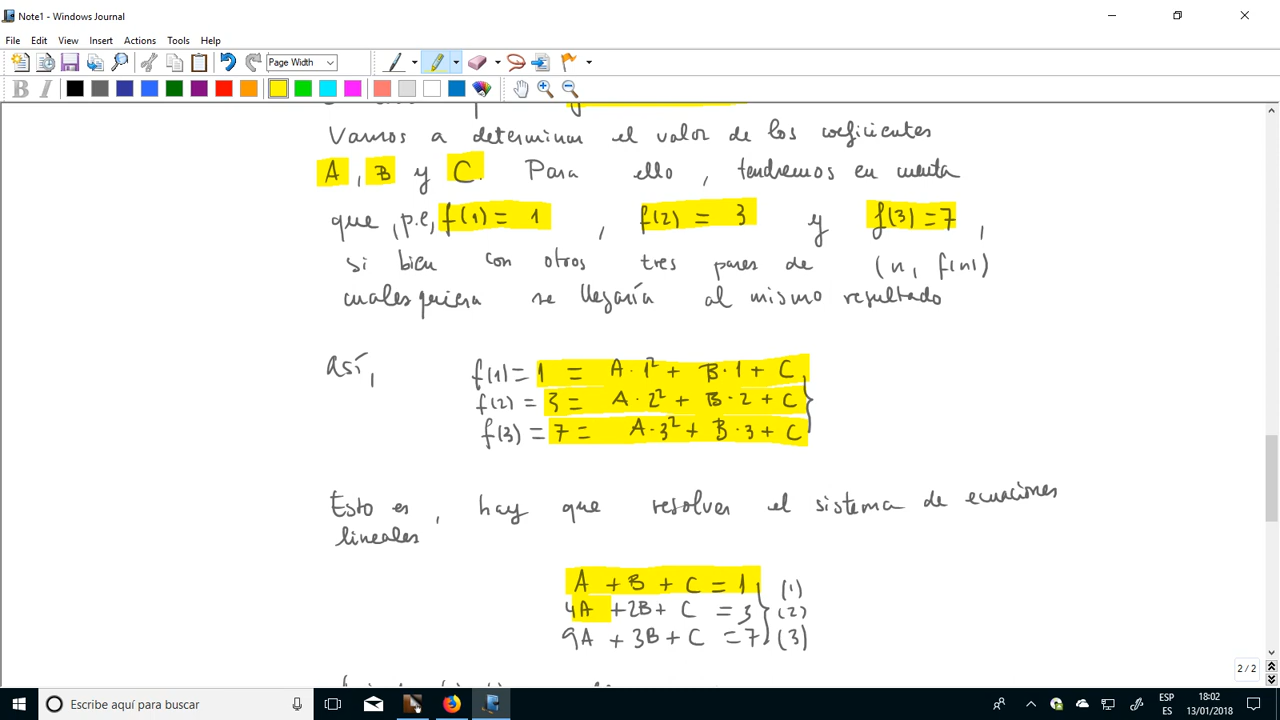 Note1 - Windows Journal
File Edit View Insert Actions Tools Help
Page Width
B I
Vamos a determinar el valor de los coeficientes
A, B y C. Para ello, tendremos en cuenta
que, p.e, f(1) = 1, f(2) = 3 y f(3) = 7,
si bien con otros tres pares de (n, f(n))
cualesquiera se llegaría al mismo resultado
Así,
f(1) = 1 = A·1² + B·1 + C
f(2) = 3 = A·2² + B·2 + C
f(3) = 7 = A·3² + B·3 + C
Esto es, hay que resolver el sistema de ecuaciones
lineales
A + B + C = 1 (1)
4A + 2B + C = 3 (2)
9A + 3B + C = 7 (3)
2 / 2
Escribe aquí para buscar
ESP 18:02
ES 13/01/2018